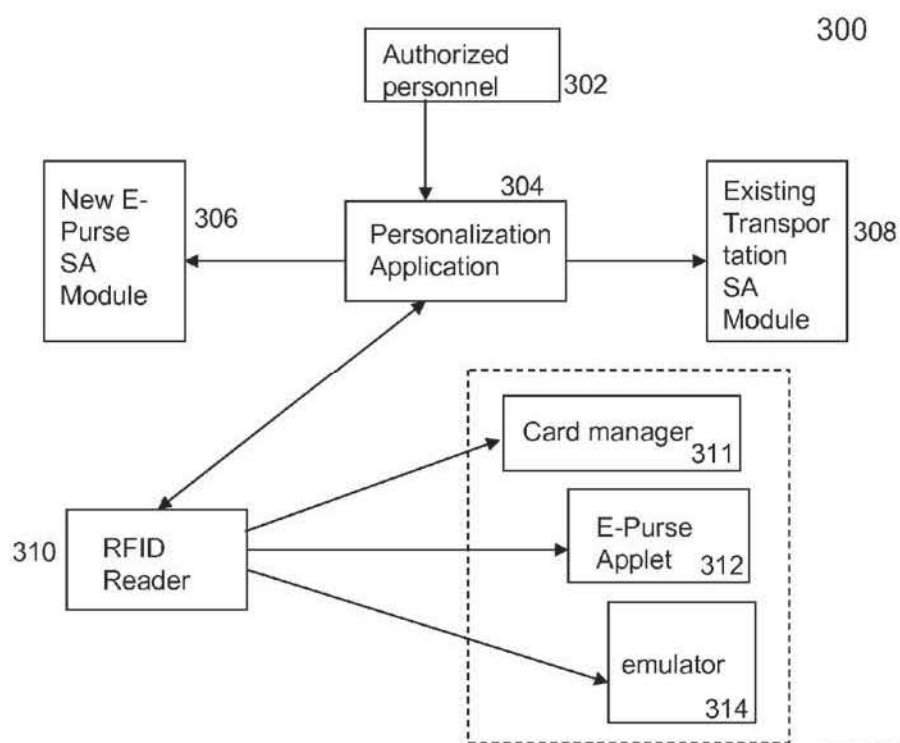 300
Authorized
personnel
302
304
New E-
Purse
SA
Module
306
Personalization
Application
Existing
Transpor
tation
SA
Module
308
Card manager
311
310
RFID
Reader
E-Purse
Applet
312
emulator
314